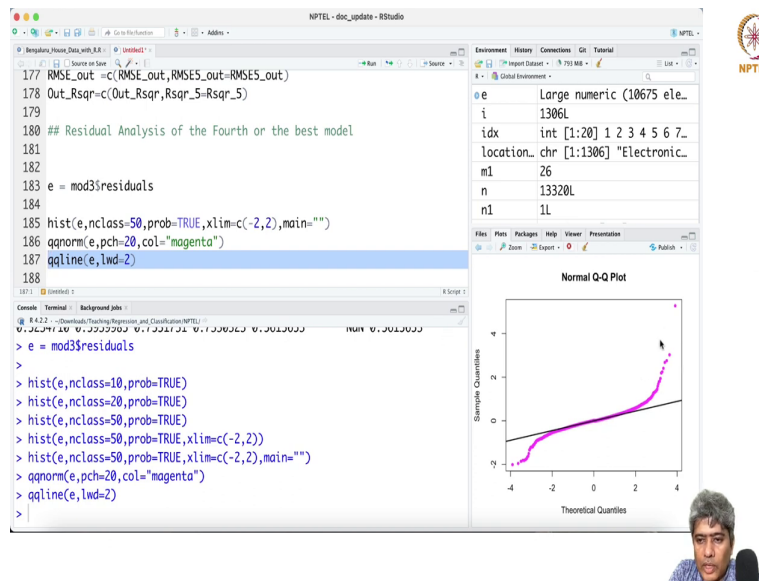 NPTEL - doc_update - RStudio
Go to file/function
Addins
NPTEL
Bengaluru_House_Data_with_R.R
Untitled1*
Source on Save
Run
Source
177 RMSE_out =c(RMSE_out,RMSE5_out=RMSE5_out)
178 Out_Rsqr=c(Out_Rsqr,Rsqr_5=Rsqr_5)
179
180 ## Residual Analysis of the Fourth or the best model
181
182
183 e = mod3$residuals
184
185 hist(e,nclass=50,prob=TRUE,xlim=c(-2,2),main="")
186 qqnorm(e,pch=20,col="magenta")
187 qqline(e,lwd=2)
188
187:1 (Untitled) R Script
Console Terminal Background Jobs
R 4.2.2 · ~/Downloads/Teaching/Regression_and_Classification/NPTEL/
> e = mod3$residuals
>
> hist(e,nclass=10,prob=TRUE)
> hist(e,nclass=20,prob=TRUE)
> hist(e,nclass=50,prob=TRUE)
> hist(e,nclass=50,prob=TRUE,xlim=c(-2,2))
> hist(e,nclass=50,prob=TRUE,xlim=c(-2,2),main="")
> qqnorm(e,pch=20,col="magenta")
> qqline(e,lwd=2)
>
Environment History Connections Git Tutorial
Import Dataset 793 MiB List
R Global Environment
e Large numeric (10675 ele…
i 1306L
idx int [1:20] 1 2 3 4 5 6 7…
location… chr [1:1306] "Electronic…
m1 26
n 13320L
n1 1L
Files Plots Packages Help Viewer Presentation
Zoom Export Publish
Normal Q-Q Plot
Sample Quantiles
4
2
0
-2
-4 -2 0 2 4
Theoretical Quantiles